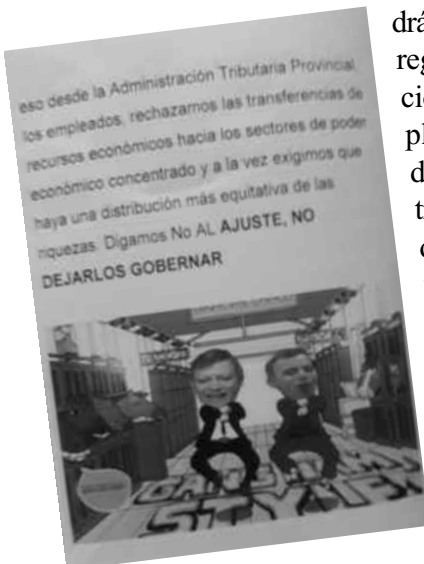 eso desde la Administración Tributaria Provincial,
los empleados, rechazamos las transferencias de
recursos económicos hacia los sectores de poder
económico concentrado y a la vez exigimos que
haya una distribución más equitativa de las
riquezas. Digamos No AL AJUSTE, NO
DEJARLOS GOBERNAR
GANGNAM
STYLE
drá
reg